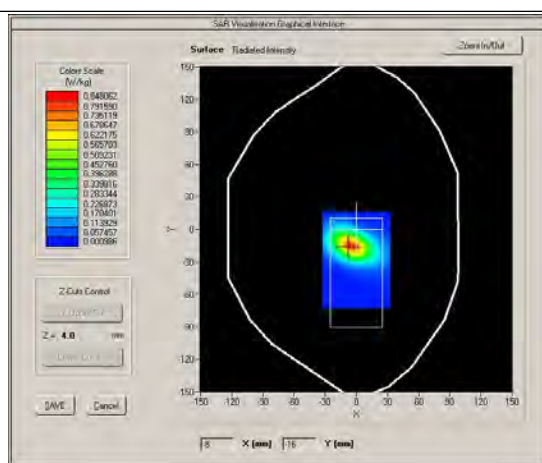 SAR Visualisation Graphical Interface
Surface Radiated Intensity
Zoom In/Out
Colors Scale
(W/kg)
0.848062
0.791590
0.735119
0.678647
0.622175
0.565703
0.509231
0.452760
0.396288
0.339816
0.283344
0.226873
0.170401
0.113929
0.057457
0.000986
150
120
90
60
30
0
-30
-60
-90
-120
-150
Y
-150 -120 -90 -60 -30 0 30 60 90 120 150
X
Z-Cuts Control
Z = 4.0 mm
SAVE Cancel
-8 X (mm) -16 Y (mm)